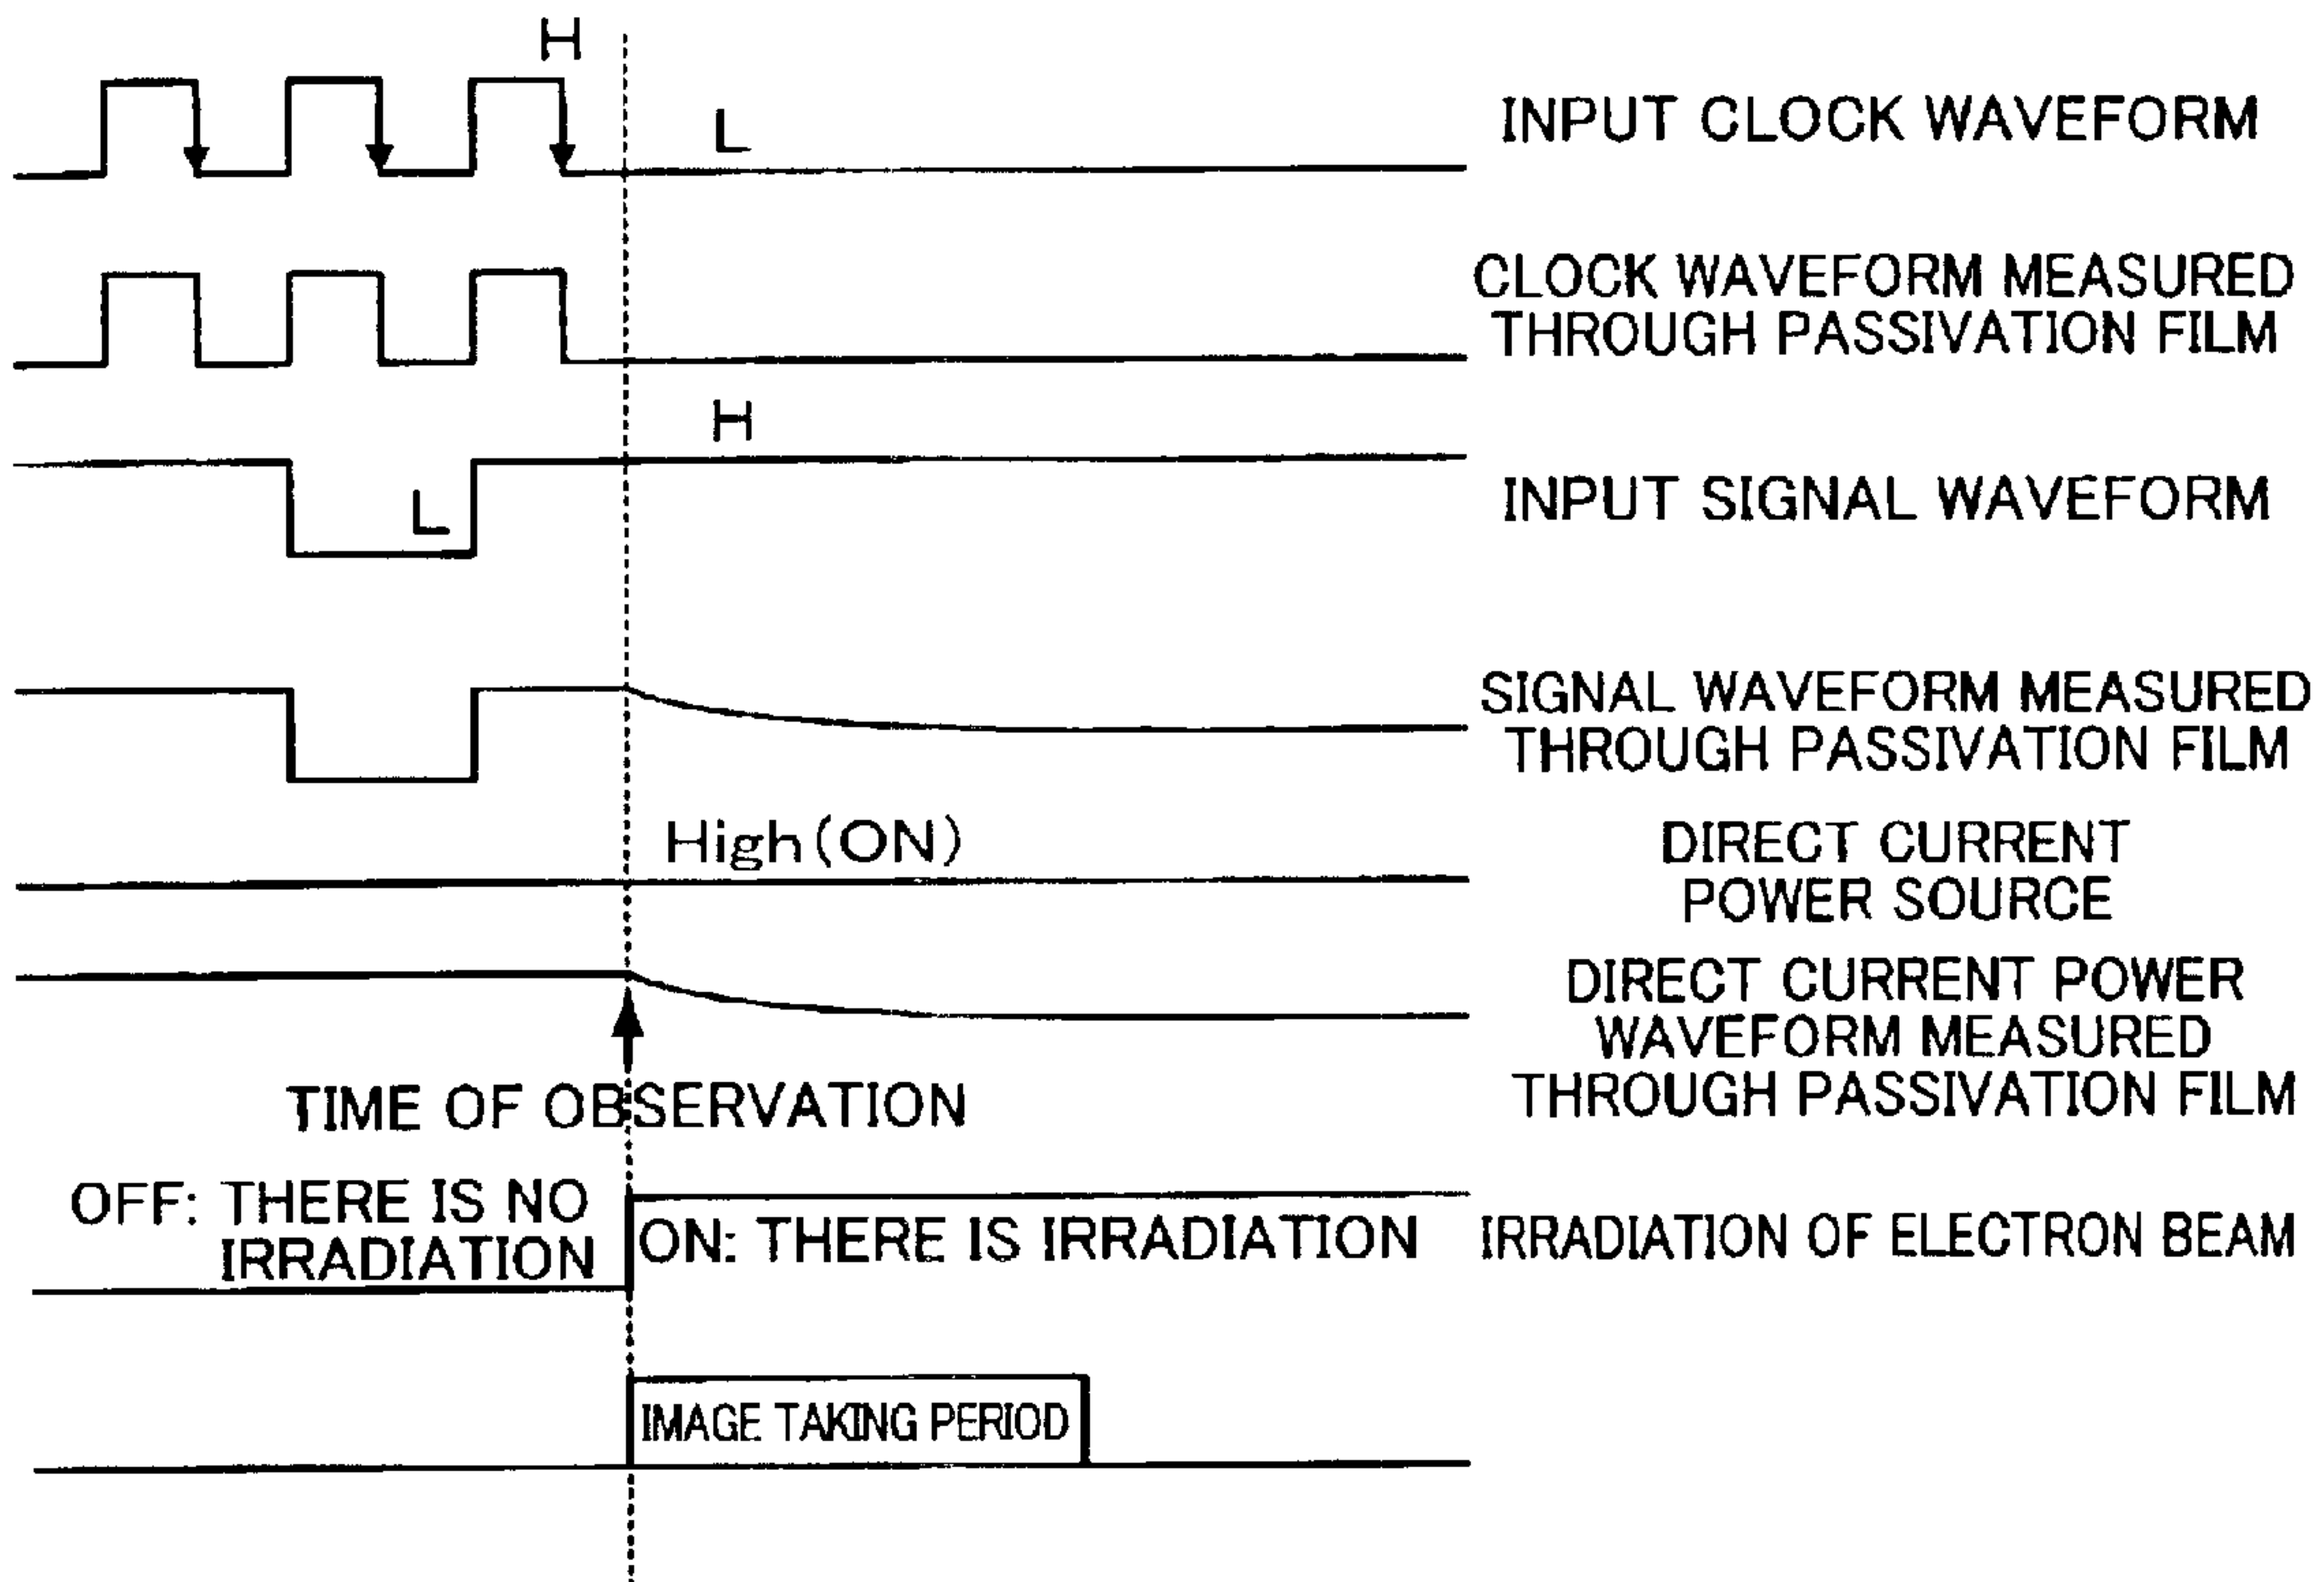 H
L
INPUT CLOCK WAVEFORM
CLOCK WAVEFORM MEASURED
THROUGH PASSIVATION FILM
H
L
INPUT SIGNAL WAVEFORM
SIGNAL WAVEFORM MEASURED
THROUGH PASSIVATION FILM
High(ON)
DIRECT CURRENT
POWER SOURCE
DIRECT CURRENT POWER
WAVEFORM MEASURED
THROUGH PASSIVATION FILM
TIME OF OBSERVATION
OFF: THERE IS NO
IRRADIATION
ON: THERE IS IRRADIATION
IRRADIATION OF ELECTRON BEAM
IMAGE TAKING PERIOD